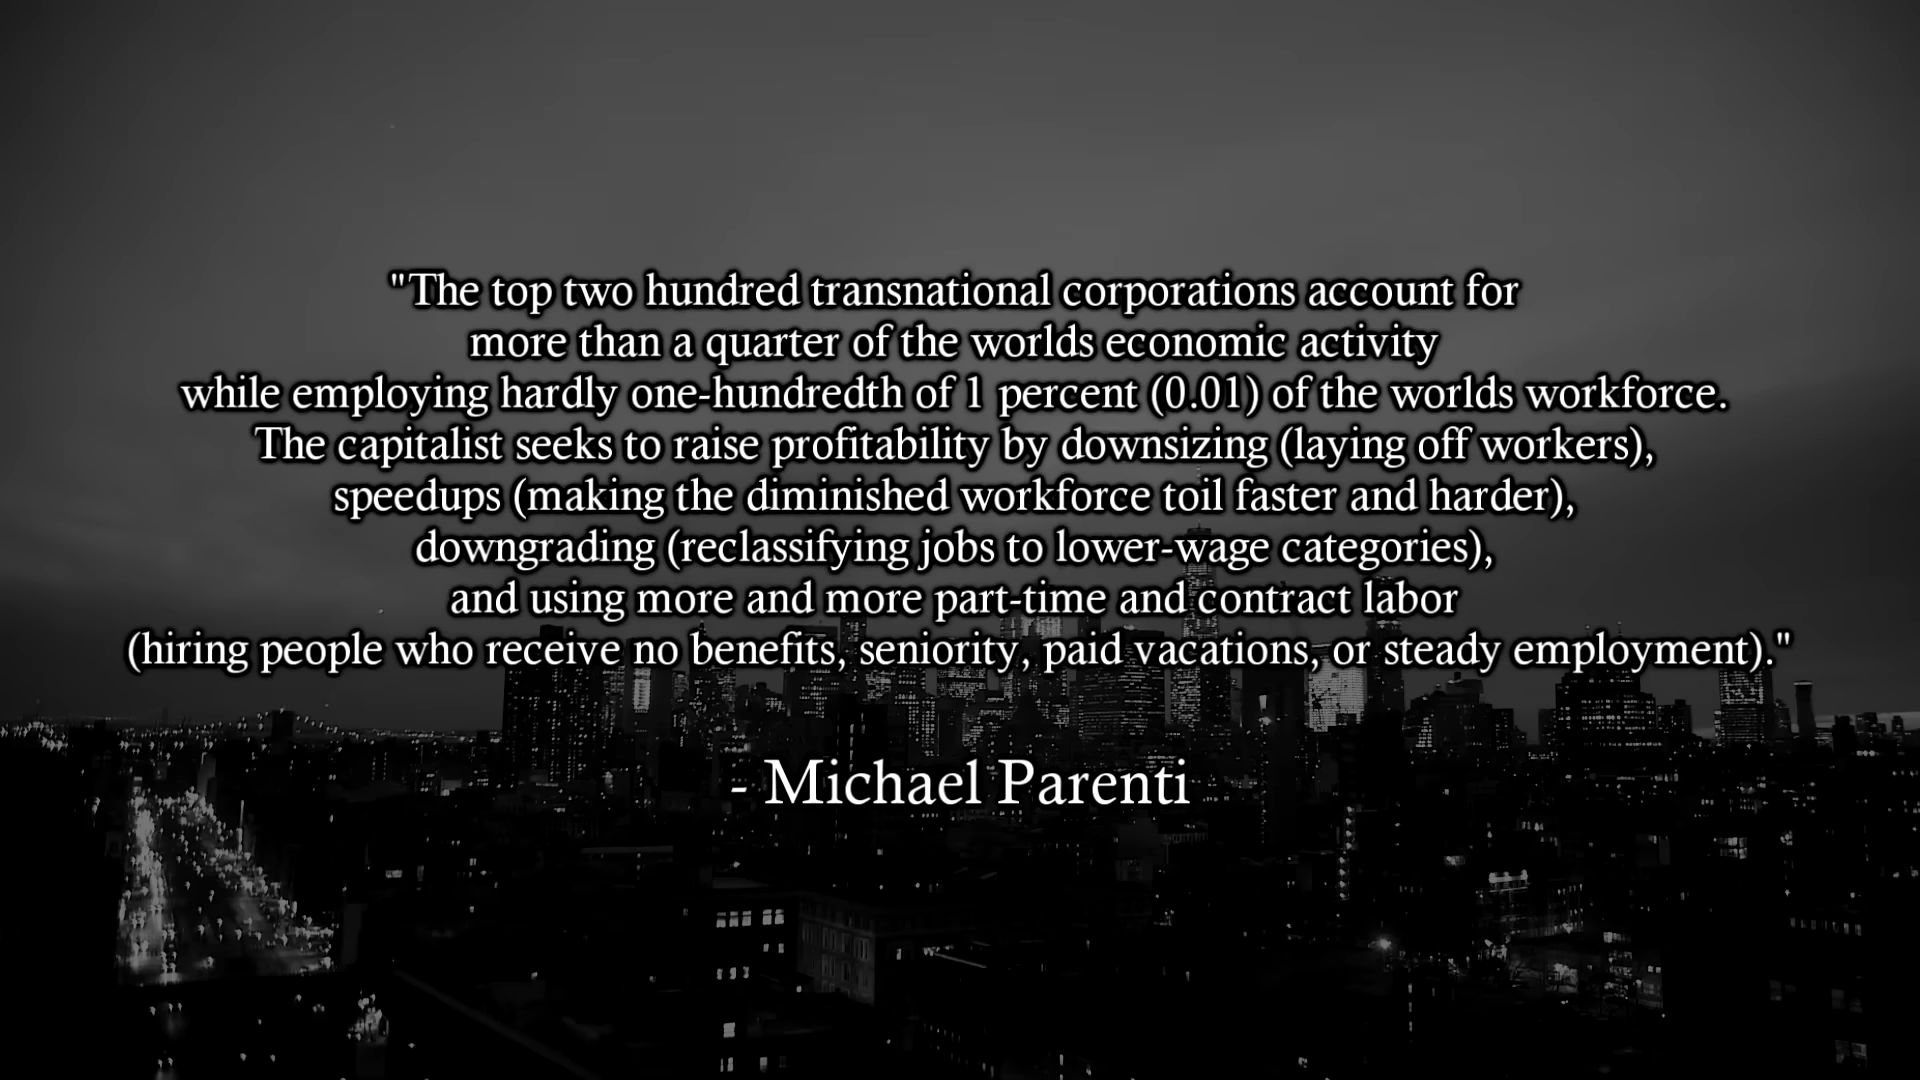 "The top two hundred transnational corporations account for
more than a quarter of the worlds economic activity
while employing hardly one-hundredth of 1 percent (0.01) of the worlds workforce.
The capitalist seeks to raise profitability by downsizing (laying off workers),
speedups (making the diminished workforce toil faster and harder),
downgrading (reclassifying jobs to lower-wage categories),
and using more and more part-time and contract labor
(hiring people who receive no benefits, seniority, paid vacations, or steady employment)."
- Michael Parenti